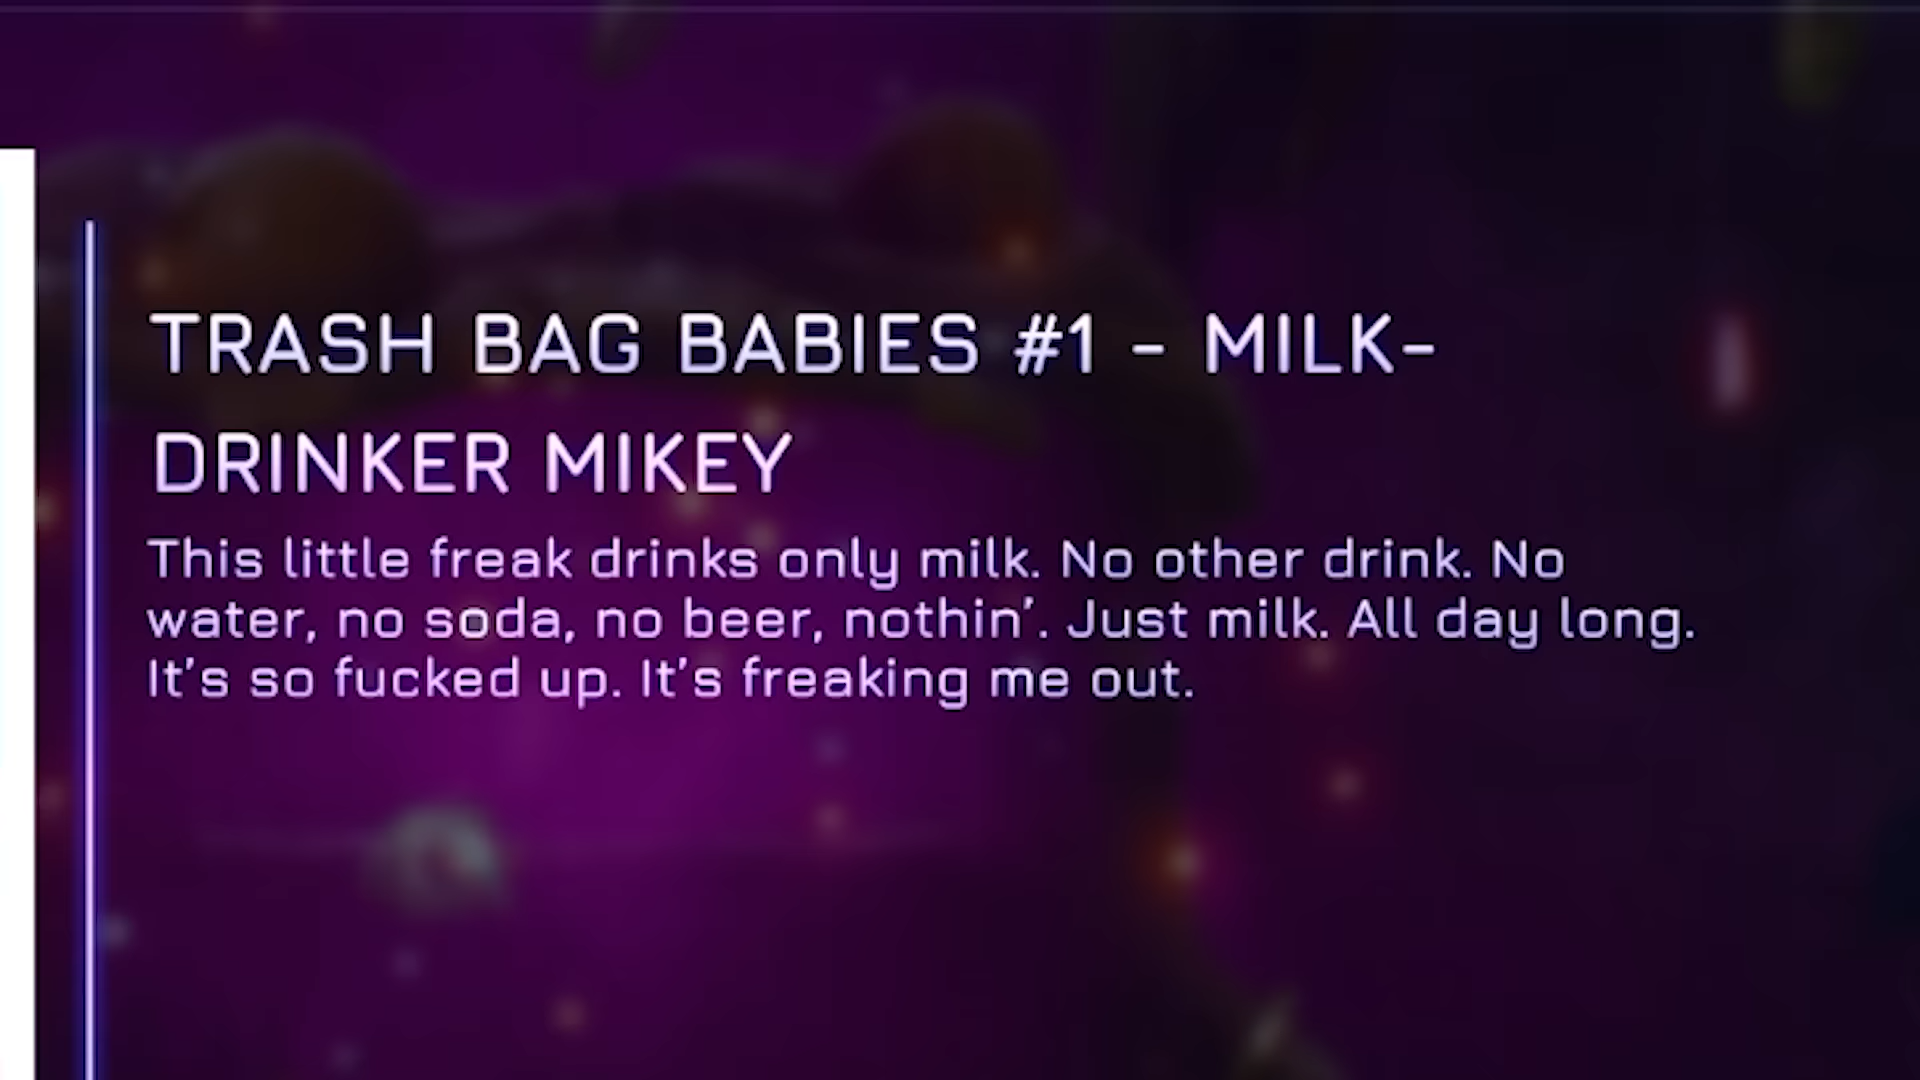 TRASH BAG BABIES #1 - MILK-
DRINKER MIKEY
This little freak drinks only milk. No other drink. No
water, no soda, no beer, nothin’. Just milk. All day long.
It’s so fucked up. It’s freaking me out.